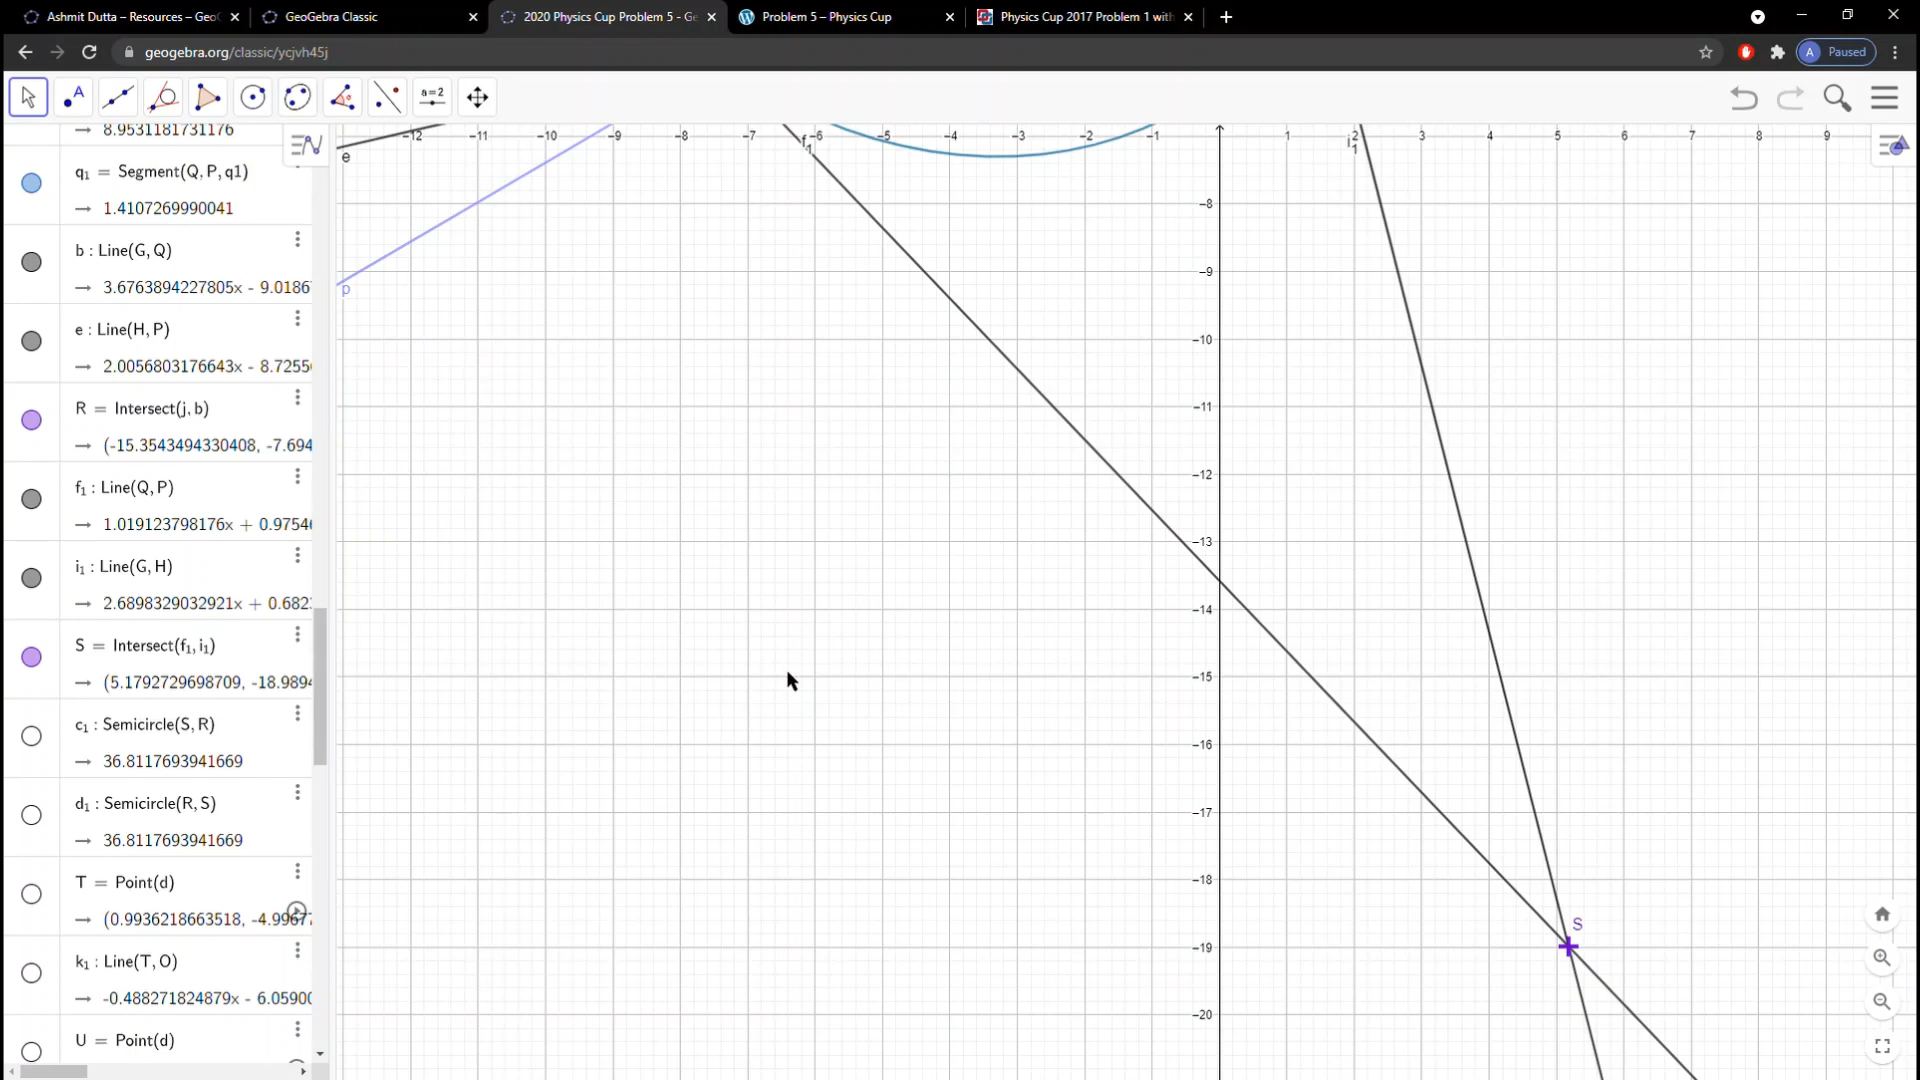 Ashmit Dutta – Resources – GeoG
GeoGebra Classic
2020 Physics Cup Problem 5 - Ge
Problem 5 – Physics Cup
Physics Cup 2017 Problem 1 with
geogebra.org/classic/ycjvh45j
A Paused
a=2
→ 8.9531181731176
q₁ = Segment(Q, P, q1)
→ 1.4107269990041
b : Line(G, Q)
→ 3.6763894227805x - 9.0186
e : Line(H, P)
→ 2.0056803176643x - 8.7255
R = Intersect(j, b)
→ (-15.3543494330408, -7.694
f₁ : Line(Q, P)
→ 1.019123798176x + 0.9754
i₁ : Line(G, H)
→ 2.6898329032921x + 0.682
S = Intersect(f₁, i₁)
→ (5.1792729698709, -18.989
c₁ : Semicircle(S, R)
→ 36.8117693941669
d₁ : Semicircle(R, S)
→ 36.8117693941669
T = Point(d)
→ (0.9936218663518, -4.9967
k₁ : Line(T, O)
→ -0.488271824879x - 6.0590
U = Point(d)
-12 -11 -10 -9 -8 -7 -6 -5 -4 -3 -2 -1 1 2 3 4 5 6 7 8 9
e
f₁
i₁
p
-8
-9
-10
-11
-12
-13
-14
-15
-16
-17
-18
S
-19
-20